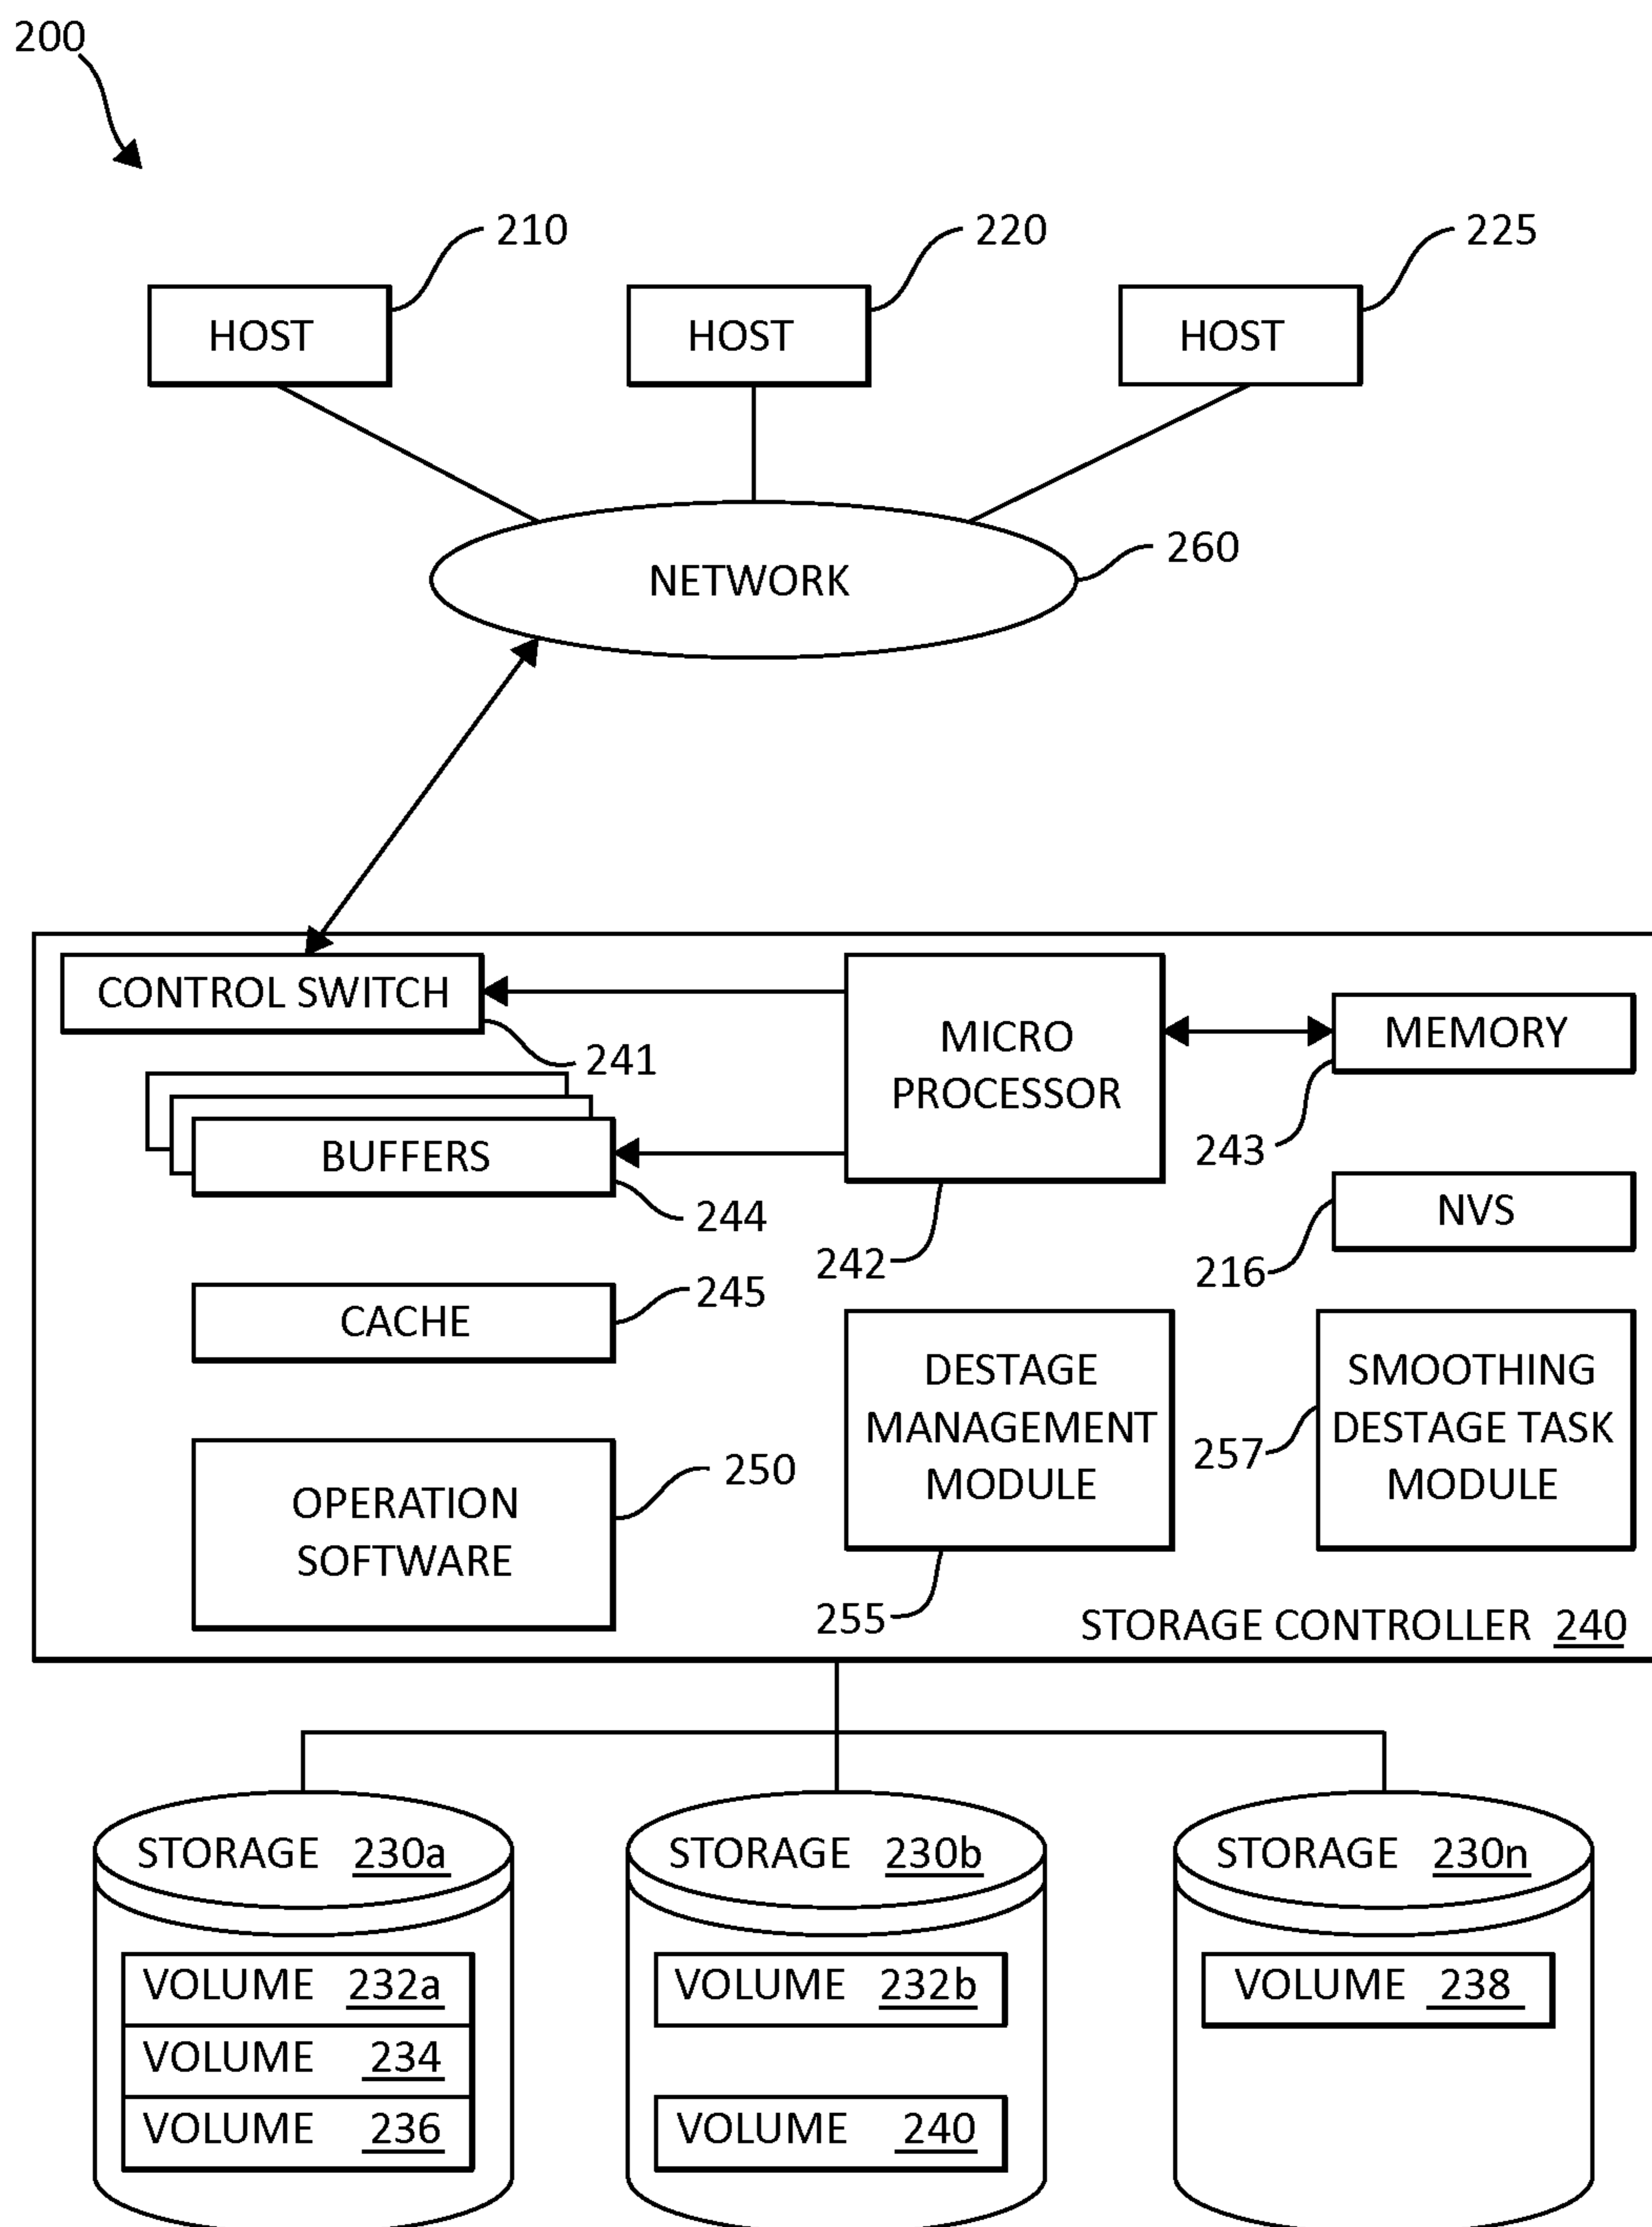 200
210
220
225
HOST
HOST
HOST
260
NETWORK
CONTROL SWITCH
241
MICRO
PROCESSOR
242
MEMORY
243
BUFFERS
244
NVS
216
CACHE
245
DESTAGE
MANAGEMENT
MODULE
255
SMOOTHING
DESTAGE TASK
MODULE
257
OPERATION
SOFTWARE
250
STORAGE CONTROLLER 240
STORAGE 230a
VOLUME 232a
VOLUME 234
VOLUME 236
STORAGE 230b
VOLUME 232b
VOLUME 240
STORAGE 230n
VOLUME 238